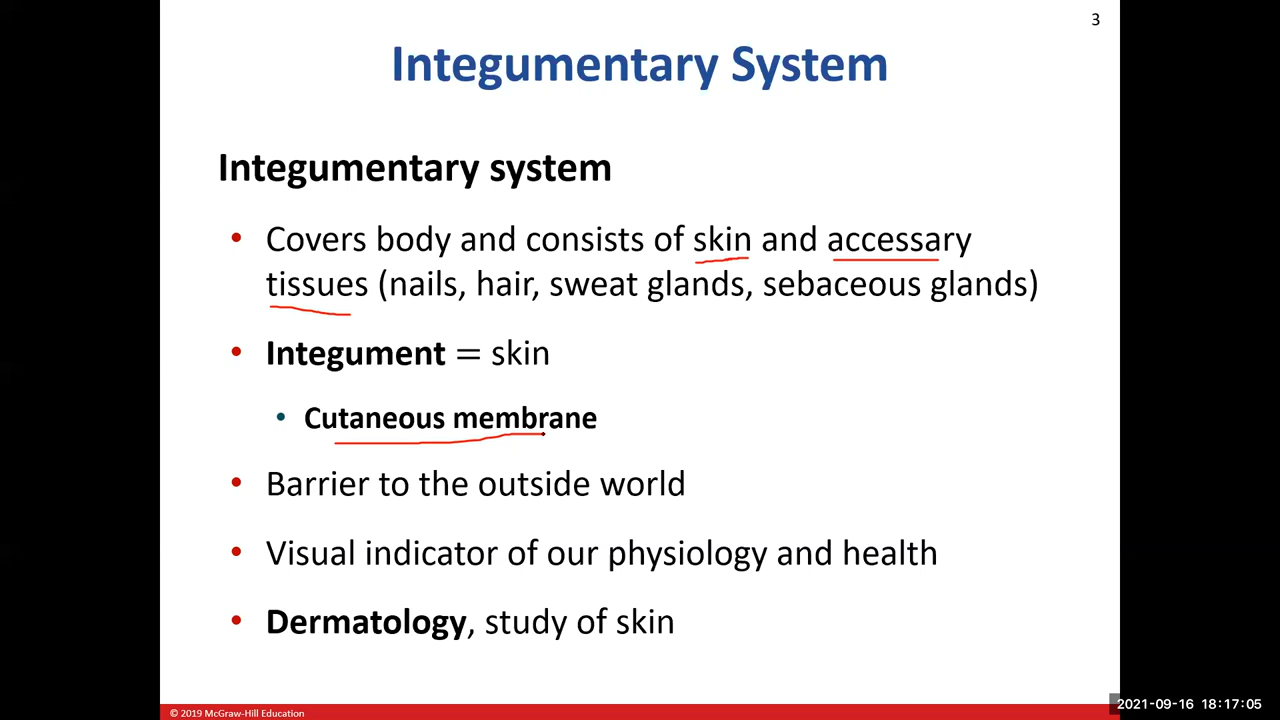 3
Integumentary System
Integumentary system
• Covers body and consists of skin and accessary
tissues (nails, hair, sweat glands, sebaceous glands)
• Integument = skin
• Cutaneous membrane
• Barrier to the outside world
• Visual indicator of our physiology and health
• Dermatology, study of skin
© 2019 McGraw-Hill Education
2021-09-16 18:17:05